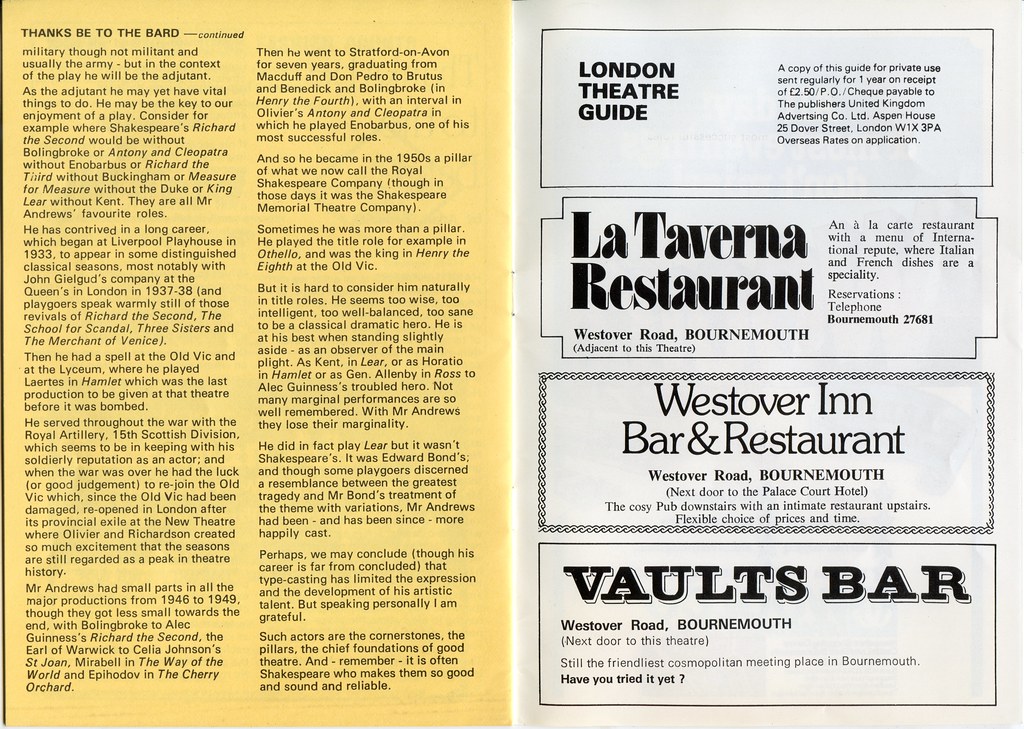 THANKS BE TO THE BARD —continued
military though not militant and
usually the army - but in the context
of the play he will be the adjutant.
As the adjutant he may yet have vital
things to do. He may be the key to our
enjoyment of a play. Consider for
example where Shakespeare's Richard
the Second would be without
Bolingbroke or Antony and Cleopatra
without Enobarbus or Richard the
Third without Buckingham or Measure
for Measure without the Duke or King
Lear without Kent. They are all Mr
Andrews' favourite roles.
He has contrived in a long career,
which began at Liverpool Playhouse in
1933, to appear in some distinguished
classical seasons, most notably with
John Gielgud's company at the
Queen's in London in 1937-38 (and
playgoers speak warmly still of those
revivals of Richard the Second, The
School for Scandal, Three Sisters and
The Merchant of Venice).
Then he had a spell at the Old Vic and
at the Lyceum, where he played
Laertes in Hamlet which was the last
production to be given at that theatre
before it was bombed.
He served throughout the war with the
Royal Artillery, 15th Scottish Division,
which seems to be in keeping with his
soldierly reputation as an actor; and
when the war was over he had the luck
(or good judgement) to re-join the Old
Vic which, since the Old Vic had been
damaged, re-opened in London after
its provincial exile at the New Theatre
where Olivier and Richardson created
so much excitement that the seasons
are still regarded as a peak in theatre
history.
Mr Andrews had small parts in all the
major productions from 1946 to 1949,
though they got less small towards the
end, with Bolingbroke to Alec
Guinness's Richard the Second, the
Earl of Warwick to Celia Johnson's
St Joan, Mirabell in The Way of the
World and Epihodov in The Cherry
Orchard.
Then he went to Stratford-on-Avon
for seven years, graduating from
Macduff and Don Pedro to Brutus
and Benedick and Bolingbroke (in
Henry the Fourth), with an interval in
Olivier's Antony and Cleopatra in
which he played Enobarbus, one of his
most successful roles.
And so he became in the 1950s a pillar
of what we now call the Royal
Shakespeare Company (though in
those days it was the Shakespeare
Memorial Theatre Company).
Sometimes he was more than a pillar.
He played the title role for example in
Othello, and was the king in Henry the
Eighth at the Old Vic.
But it is hard to consider him naturally
in title roles. He seems too wise, too
intelligent, too well-balanced, too sane
to be a classical dramatic hero. He is
at his best when standing slightly
aside - as an observer of the main
plight. As Kent, in Lear, or as Horatio
in Hamlet or as Gen. Allenby in Ross to
Alec Guinness's troubled hero. Not
many marginal performances are so
well remembered. With Mr Andrews
they lose their marginality.
He did in fact play Lear but it wasn't
Shakespeare's. It was Edward Bond's;
and though some playgoers discerned
a resemblance between the greatest
tragedy and Mr Bond's treatment of
the theme with variations, Mr Andrews
had been - and has been since - more
happily cast.
Perhaps, we may conclude (though his
career is far from concluded) that
type-casting has limited the expression
and the development of his artistic
talent. But speaking personally I am
grateful.
Such actors are the cornerstones, the
pillars, the chief foundations of good
theatre. And - remember - it is often
Shakespeare who makes them so good
and sound and reliable.
LONDON
THEATRE
GUIDE
A copy of this guide for private use
sent regularly for 1 year on receipt
of £2.50/P.O./Cheque payable to
The publishers United Kingdom
Advertsing Co. Ltd. Aspen House
25 Dover Street, London W1X 3PA
Overseas Rates on application.
La Taverna
Restaurant
Westover Road, BOURNEMOUTH
(Adjacent to this Theatre)
An à la carte restaurant
with a menu of Interna-
tional repute, where Italian
and French dishes are a
speciality.
Reservations :
Telephone
Bournemouth 27681
Westover Inn
Bar & Restaurant
Westover Road, BOURNEMOUTH
(Next door to the Palace Court Hotel)
The cosy Pub downstairs with an intimate restaurant upstairs.
Flexible choice of prices and time.
VAULTS BAR
Westover Road, BOURNEMOUTH
(Next door to this theatre)
Still the friendliest cosmopolitan meeting place in Bournemouth.
Have you tried it yet ?